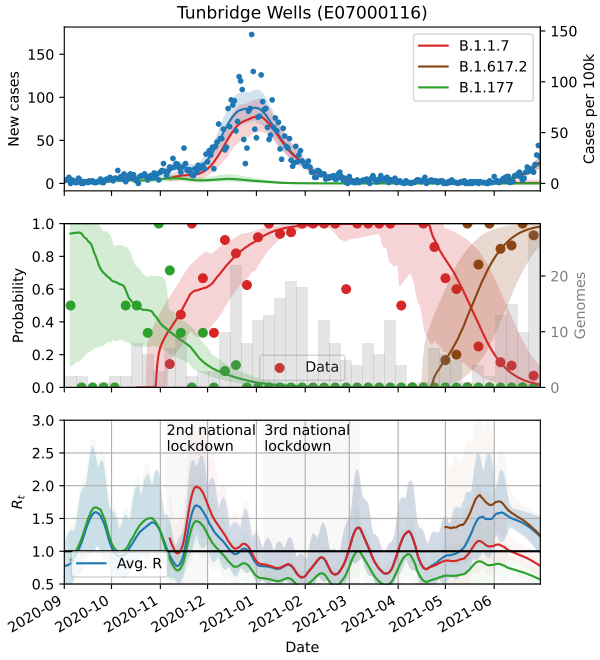 Tunbridge Wells (E07000116)
New cases
150
100
50
0
B.1.1.7
B.1.617.2
B.1.177
150
100
50
0
Cases per 100k
Probability
1.0
0.8
0.6
0.4
0.2
0.0
Data
20
10
0
Genomes
R_t
3.0
2.5
2.0
1.5
1.0
0.5
2nd national
lockdown
3rd national
lockdown
Avg. R
2020-09
2020-10
2020-11
2020-12
2021-01
2021-02
2021-03
2021-04
2021-05
2021-06
Date